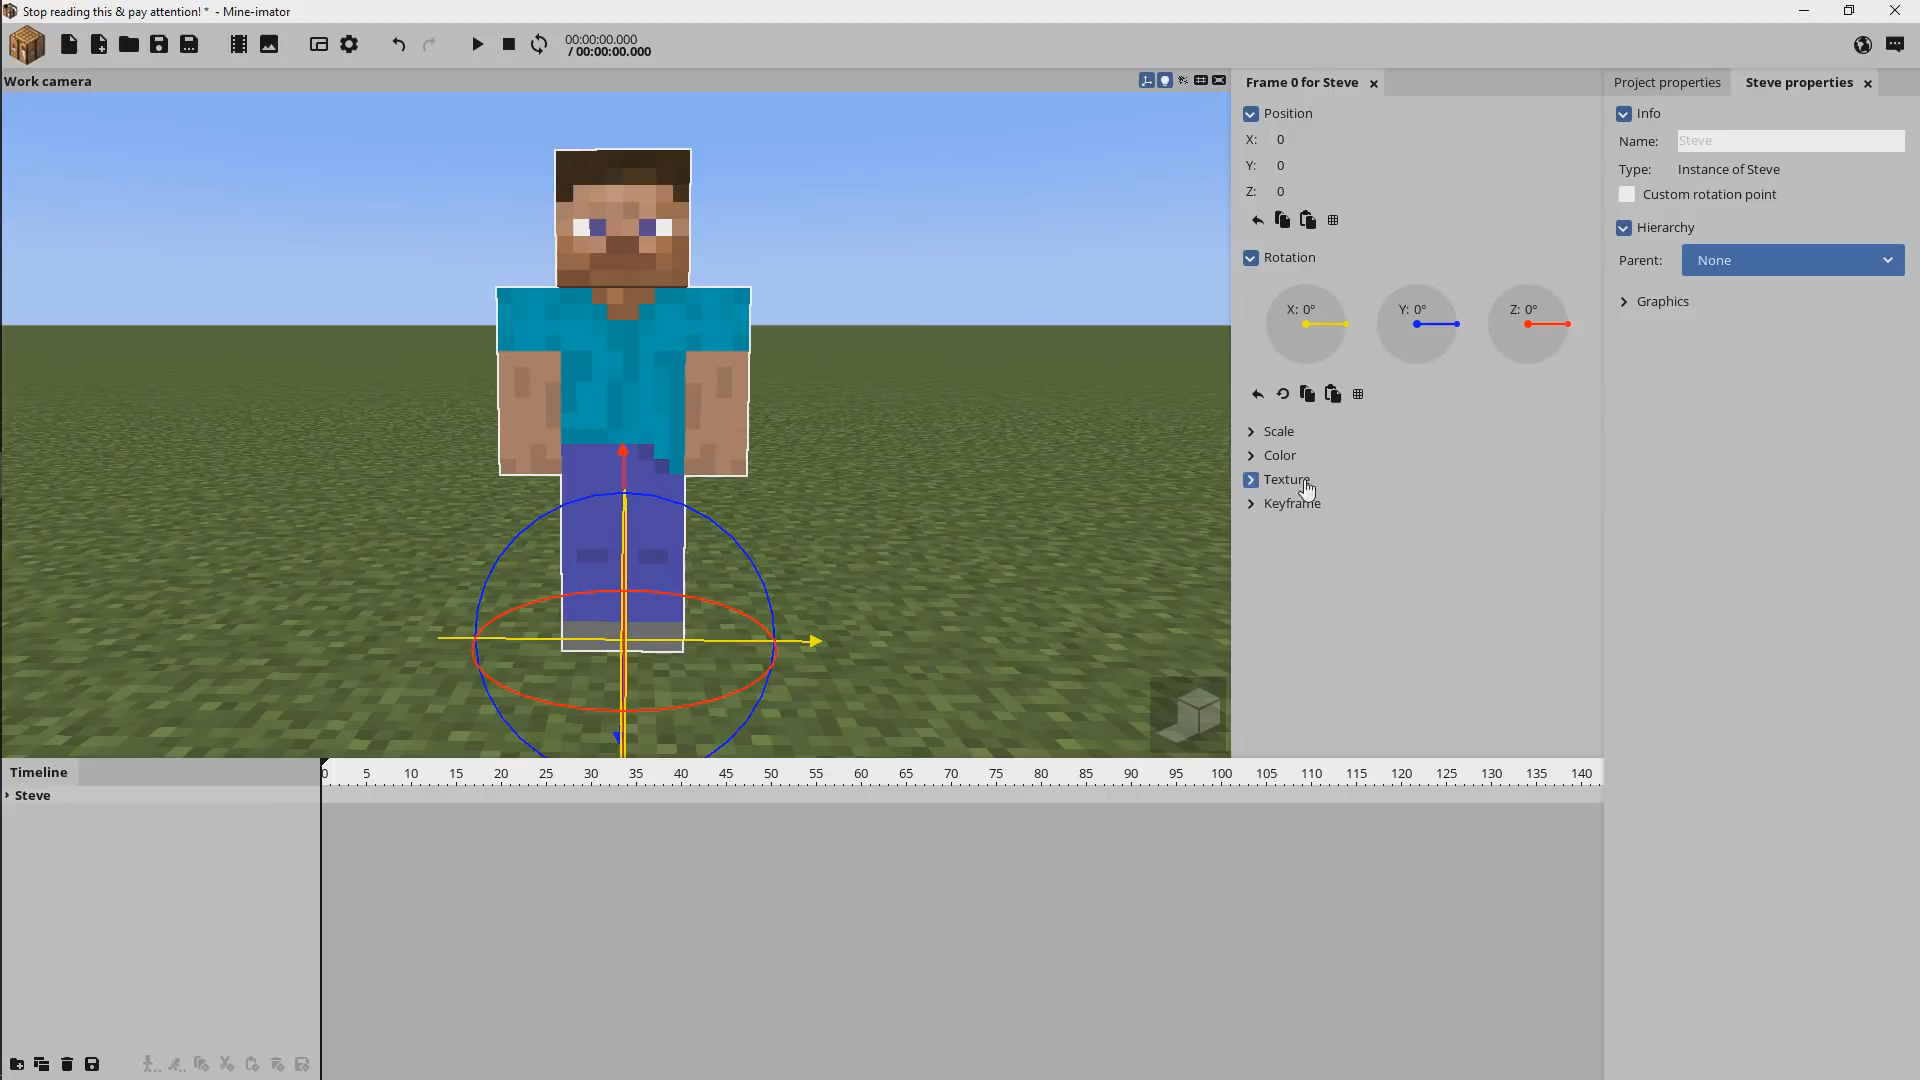 Stop reading this & pay attention! * - Mine-imator
00:00:00.000
/ 00:00:00.000
Work camera
Frame 0 for Steve
Position
X: 0
Y: 0
Z: 0
Rotation
X: 0° Y: 0° Z: 0°
Scale
Color
Texture
Keyframe
Project properties Steve properties
Info
Name: Steve
Type: Instance of Steve
Custom rotation point
Hierarchy
Parent: None
Graphics
Timeline
0 5 10 15 20 25 30 35 40 45 50 55 60 65 70 75 80 85 90 95 100 105 110 115 120 125 130 135 140
Steve